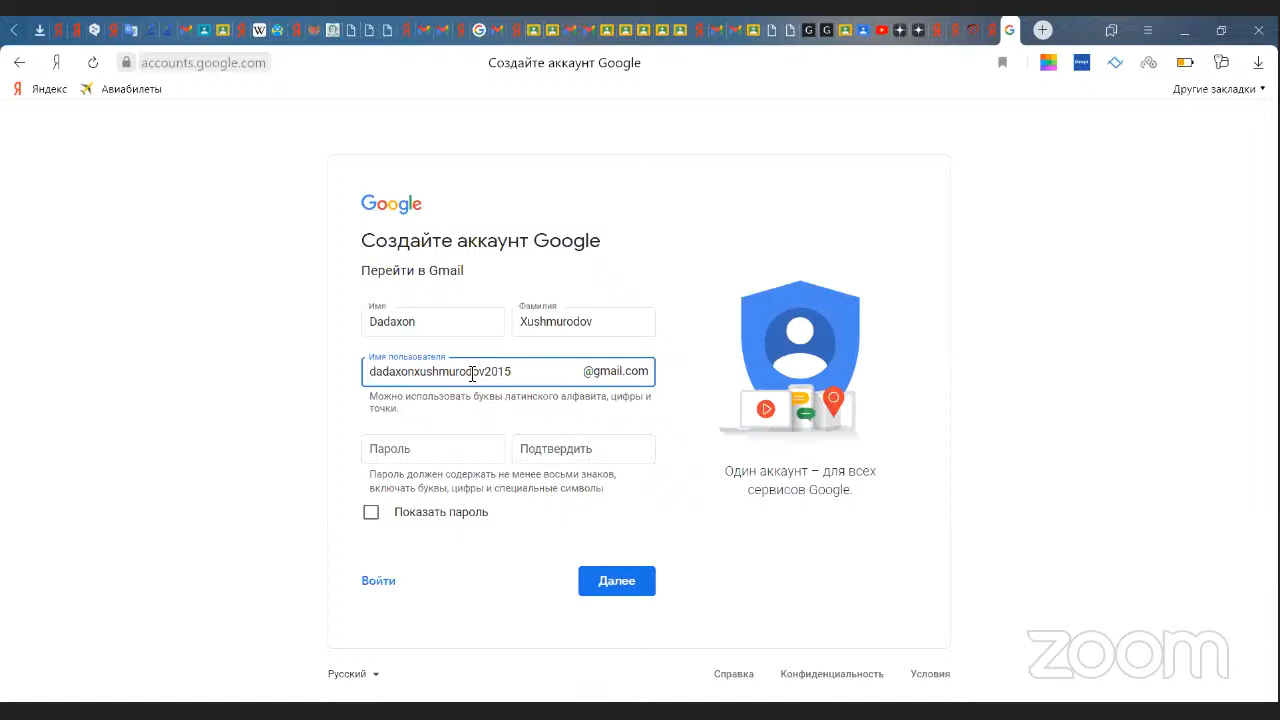 accounts.google.com
Создайте аккаунт Google
Яндекс
Авиабилеты
Другие закладки
Google
Создайте аккаунт Google
Перейти в Gmail
Имя
Фамилия
Dadaxon
Xushmurodov
Имя пользователя
dadaxonxushmurodov2015
@gmail.com
Можно использовать буквы латинского алфавита, цифры и
точки.
Пароль
Подтвердить
Пароль должен содержать не менее восьми знаков,
включать буквы, цифры и специальные символы
Показать пароль
Один аккаунт – для всех
сервисов Google.
Войти
Далее
Русский
Справка
Конфиденциальность
Условия
zoom